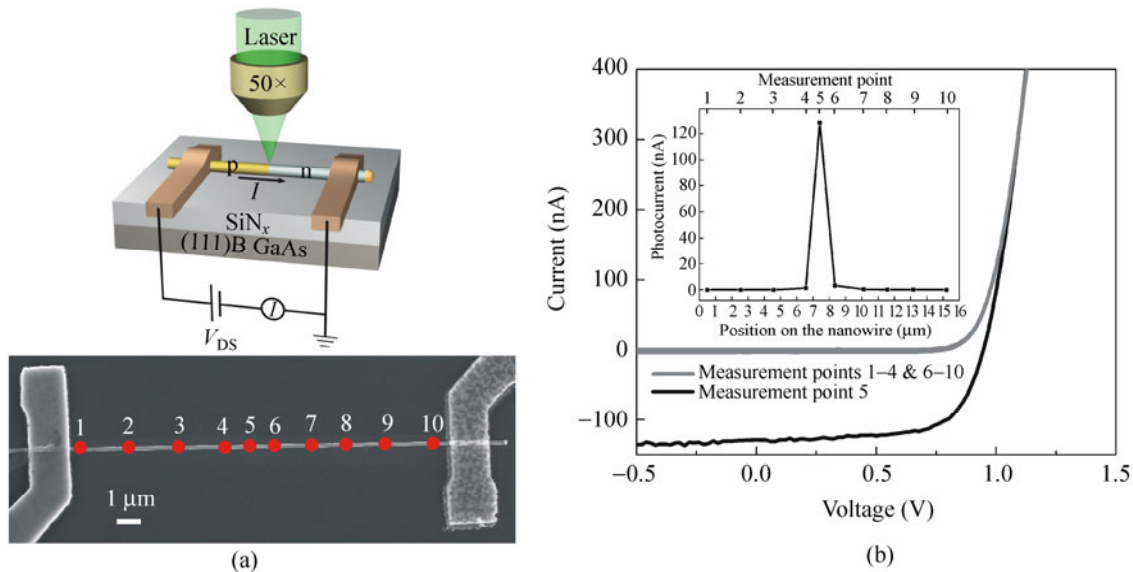 Laser
50×
p
n
I
SiNₓ
(111)B GaAs
I
V_DS
1 2 3 4 5 6 7 8 9 10
1 μm
(a)
400
300
200
100
0
−100
−0.5 0.0 0.5 1.0 1.5
Current (nA)
Voltage (V)
Measurement point
1 2 3 4 5 6 7 8 9 10
120
100
80
60
40
20
0
Photocurrent (nA)
0 1 2 3 4 5 6 7 8 9 10 11 12 13 14 15 16
Position on the nanowire (μm)
Measurement points 1−4 & 6−10
Measurement point 5
(b)